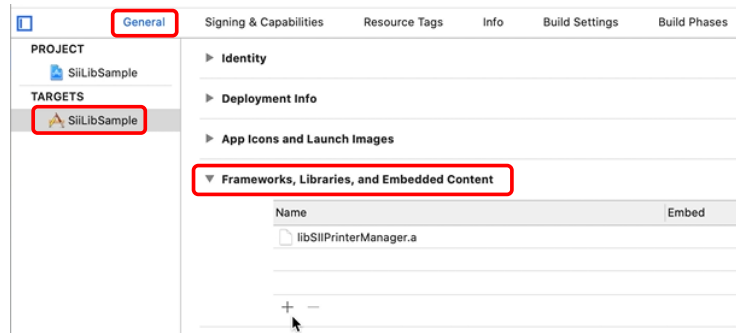 General Signing & Capabilities Resource Tags Info Build Settings Build Phases
PROJECT
SiiLibSample
TARGETS
SiiLibSample
Identity
Deployment Info
App Icons and Launch Images
Frameworks, Libraries, and Embedded Content
Name Embed
libSIIPrinterManager.a